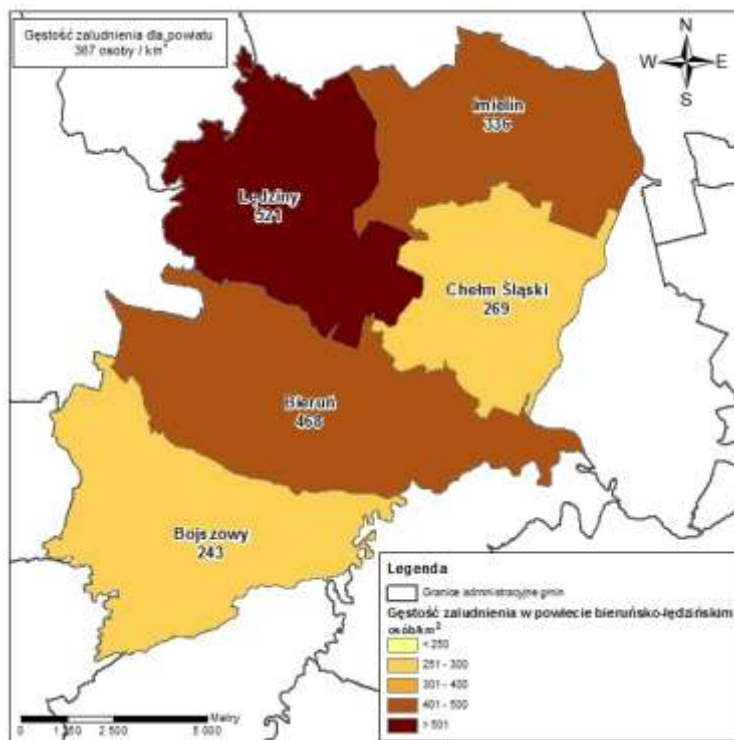 Gęstość zaludnienia dla powiatu
367 osoby / km²
N
W E
S
Imielin
336
Lędziny
521
Chełm Śląski
269
Bieruń
468
Bojszowy
243
Legenda
Granice administracyjne gmin
Gęstość zaludnienia w powiecie bieruńsko-lędzińskim
osób/km²
< 250
251 - 300
301 - 400
401 - 500
> 501
0 1 250 2 500 5 000 Metry